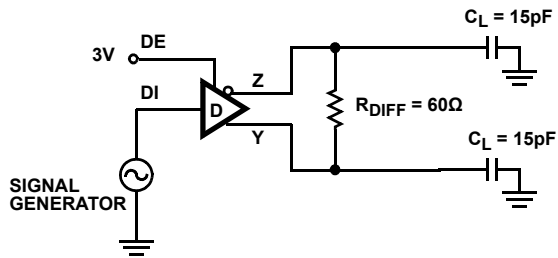 C_L = 15pF
3V
DE
Z
DI
D
R_DIFF = 60Ω
Y
C_L = 15pF
SIGNAL
GENERATOR